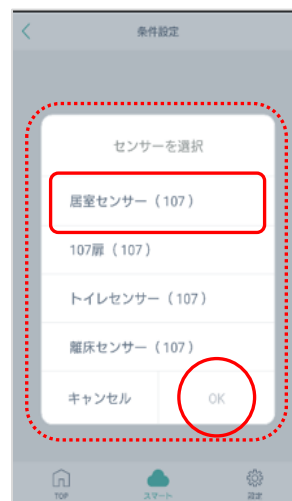 条件設定
センサーを選択
居室センサー（107）
107扉（107）
トイレセンサー（107）
離床センサー（107）
キャンセル
OK
TOP
スマート
設定